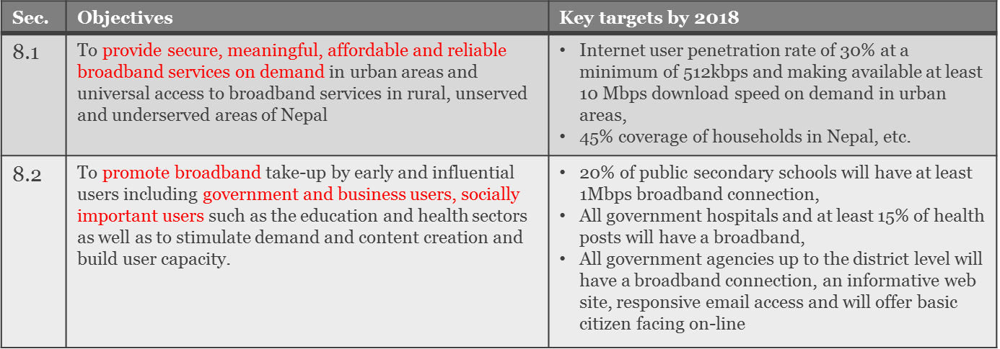 Sec.
Objectives
Key targets by 2018
8.1
To provide secure, meaningful, affordable and reliable
broadband services on demand in urban areas and
universal access to broadband services in rural, unserved
and underserved areas of Nepal
• Internet user penetration rate of 30% at a
minimum of 512kbps and making available at least
10 Mbps download speed on demand in urban
areas,
• 45% coverage of households in Nepal, etc.
8.2
To promote broadband take-up by early and influential
users including government and business users, socially
important users such as the education and health sectors
as well as to stimulate demand and content creation and
build user capacity.
• 20% of public secondary schools will have at least
1Mbps broadband connection,
• All government hospitals and at least 15% of health
posts will have a broadband,
• All government agencies up to the district level will
have a broadband connection, an informative web
site, responsive email access and will offer basic
citizen facing on-line